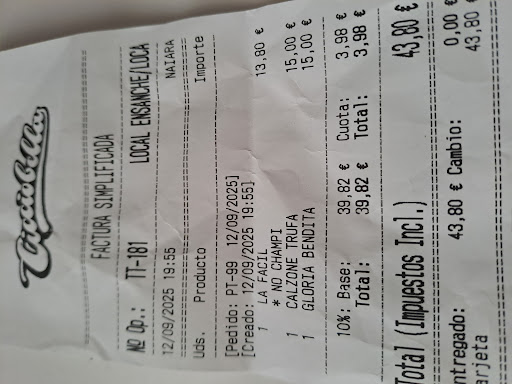 FACTURA SIMPLIFICADA
Nº Op.: TT-181 LOCAL ENSANCHE/LOCA
12/09/2025 19:55 NAIARA
Uds. Producto Importe
[Pedido: PT-99 12/09/2025]
[Creado: 12/09/2025 19:55]
1 LA FACIL 13,80 €
* NO CHAMPI
1 CALZONE TRUFA 15,00 €
1 GLORIA BENDITA 15,00 €
10%: Base: 39,82 € Cuota: 3,98 €
Total: 39,82 € Total: 3,98 €
Total (Impuestos Incl.) 43,80 €
ntregado: 43,80 € Cambio: 0,00 €
arjeta 43,80